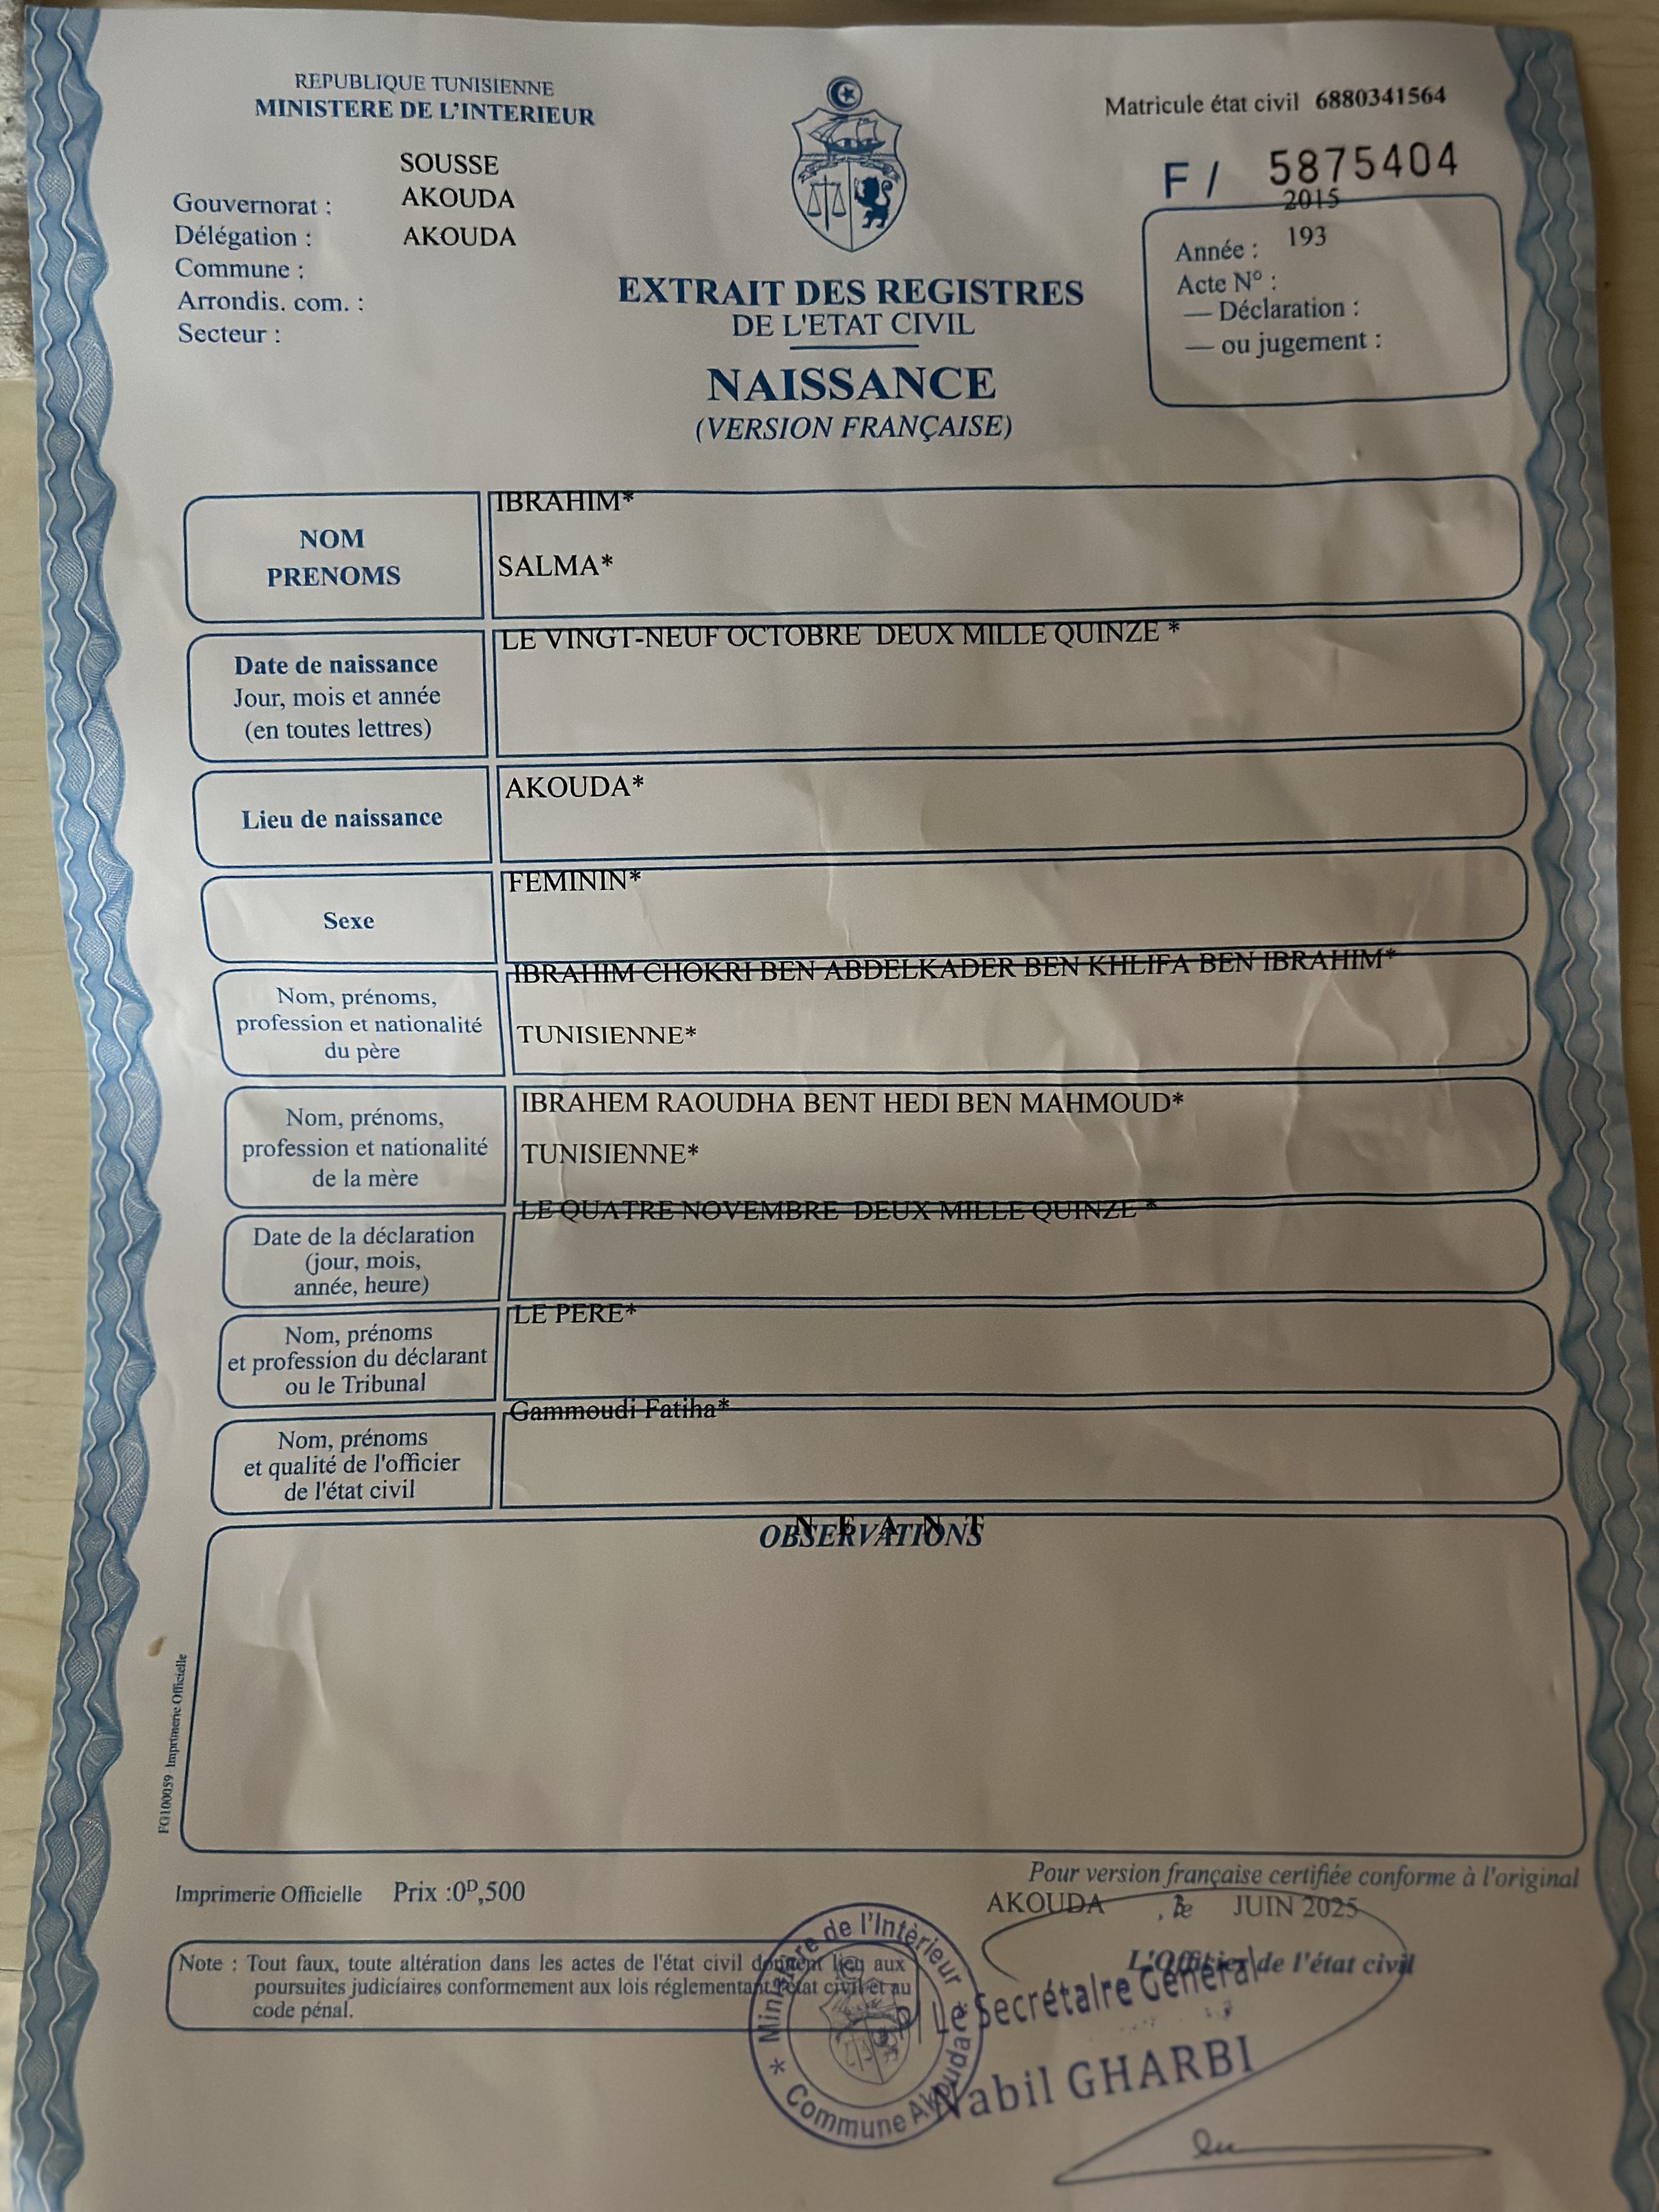 REPUBLIQUE TUNISIENNE
MINISTERE DE L'INTERIEUR
SOUSSE
Gouvernorat : AKOUDA
Délégation : AKOUDA
Commune :
Arrondis. com. :
Secteur :
Matricule état civil 6880341564
F / 5875404
2015
Année : 193
Acte N° :
— Déclaration :
— ou jugement :
EXTRAIT DES REGISTRES
DE L'ETAT CIVIL
NAISSANCE
(VERSION FRANÇAISE)
NOM
PRENOMS
IBRAHIM*
SALMA*
Date de naissance
Jour, mois et année
(en toutes lettres)
LE VINGT-NEUF OCTOBRE DEUX MILLE QUINZE *
Lieu de naissance
AKOUDA*
Sexe
FEMININ*
Nom, prénoms,
profession et nationalité
du père
IBRAHIM CHOKRI BEN ABDELKADER BEN KHLIFA BEN IBRAHIM*
TUNISIENNE*
Nom, prénoms,
profession et nationalité
de la mère
IBRAHEM RAOUDHA BENT HEDI BEN MAHMOUD*
TUNISIENNE*
Date de la déclaration
(jour, mois,
année, heure)
LE QUATRE NOVEMBRE DEUX MILLE QUINZE *
Nom, prénoms
et profession du déclarant
ou le Tribunal
LE PERE*
Nom, prénoms
et qualité de l'officier
de l'état civil
Gammoudi Fatiha*
N E A N T
OBSERVATIONS
FG100059 Imprimerie Officielle
Imprimerie Officielle Prix :0D,500
Pour version française certifiée conforme à l'original
AKOUDA , JUIN 2025
L'Officier de l'état civil
Note : Tout faux, toute altération dans les actes de l'état civil donnent lieu aux
poursuites judiciaires conformement aux lois réglementant l'état civil et au
code pénal.
* Ministère de l'Intèrieur * Commune Akouda
P/ Le Secrétaire Général
Nabil GHARBI